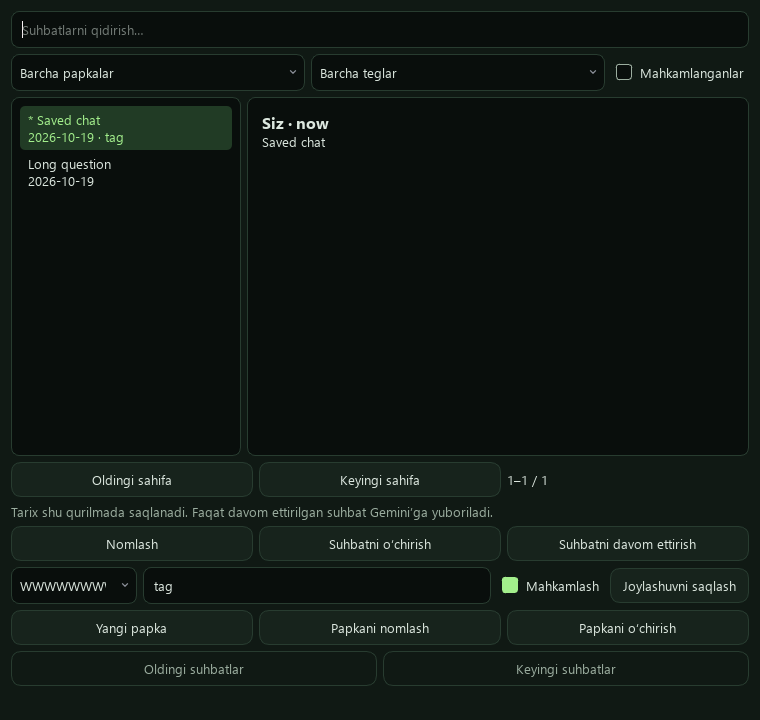 Suhbatlarni qidirish...
Barcha papkalar
Barcha teglar
Mahkamlanganlar
* Saved chat
2026-10-19 · tag
Long question
2026-10-19
Siz · now
Saved chat
Oldingi sahifa
Keyingi sahifa
1–1 / 1
Tarix shu qurilmada saqlanadi. Faqat davom ettirilgan suhbat Gemini’ga yuboriladi.
Nomlash
Suhbatni o‘chirish
Suhbatni davom ettirish
tag
Mahkamlash
Joylashuvni saqlash
Yangi papka
Papkani nomlash
Papkani o‘chirish
Oldingi suhbatlar
Keyingi suhbatlar